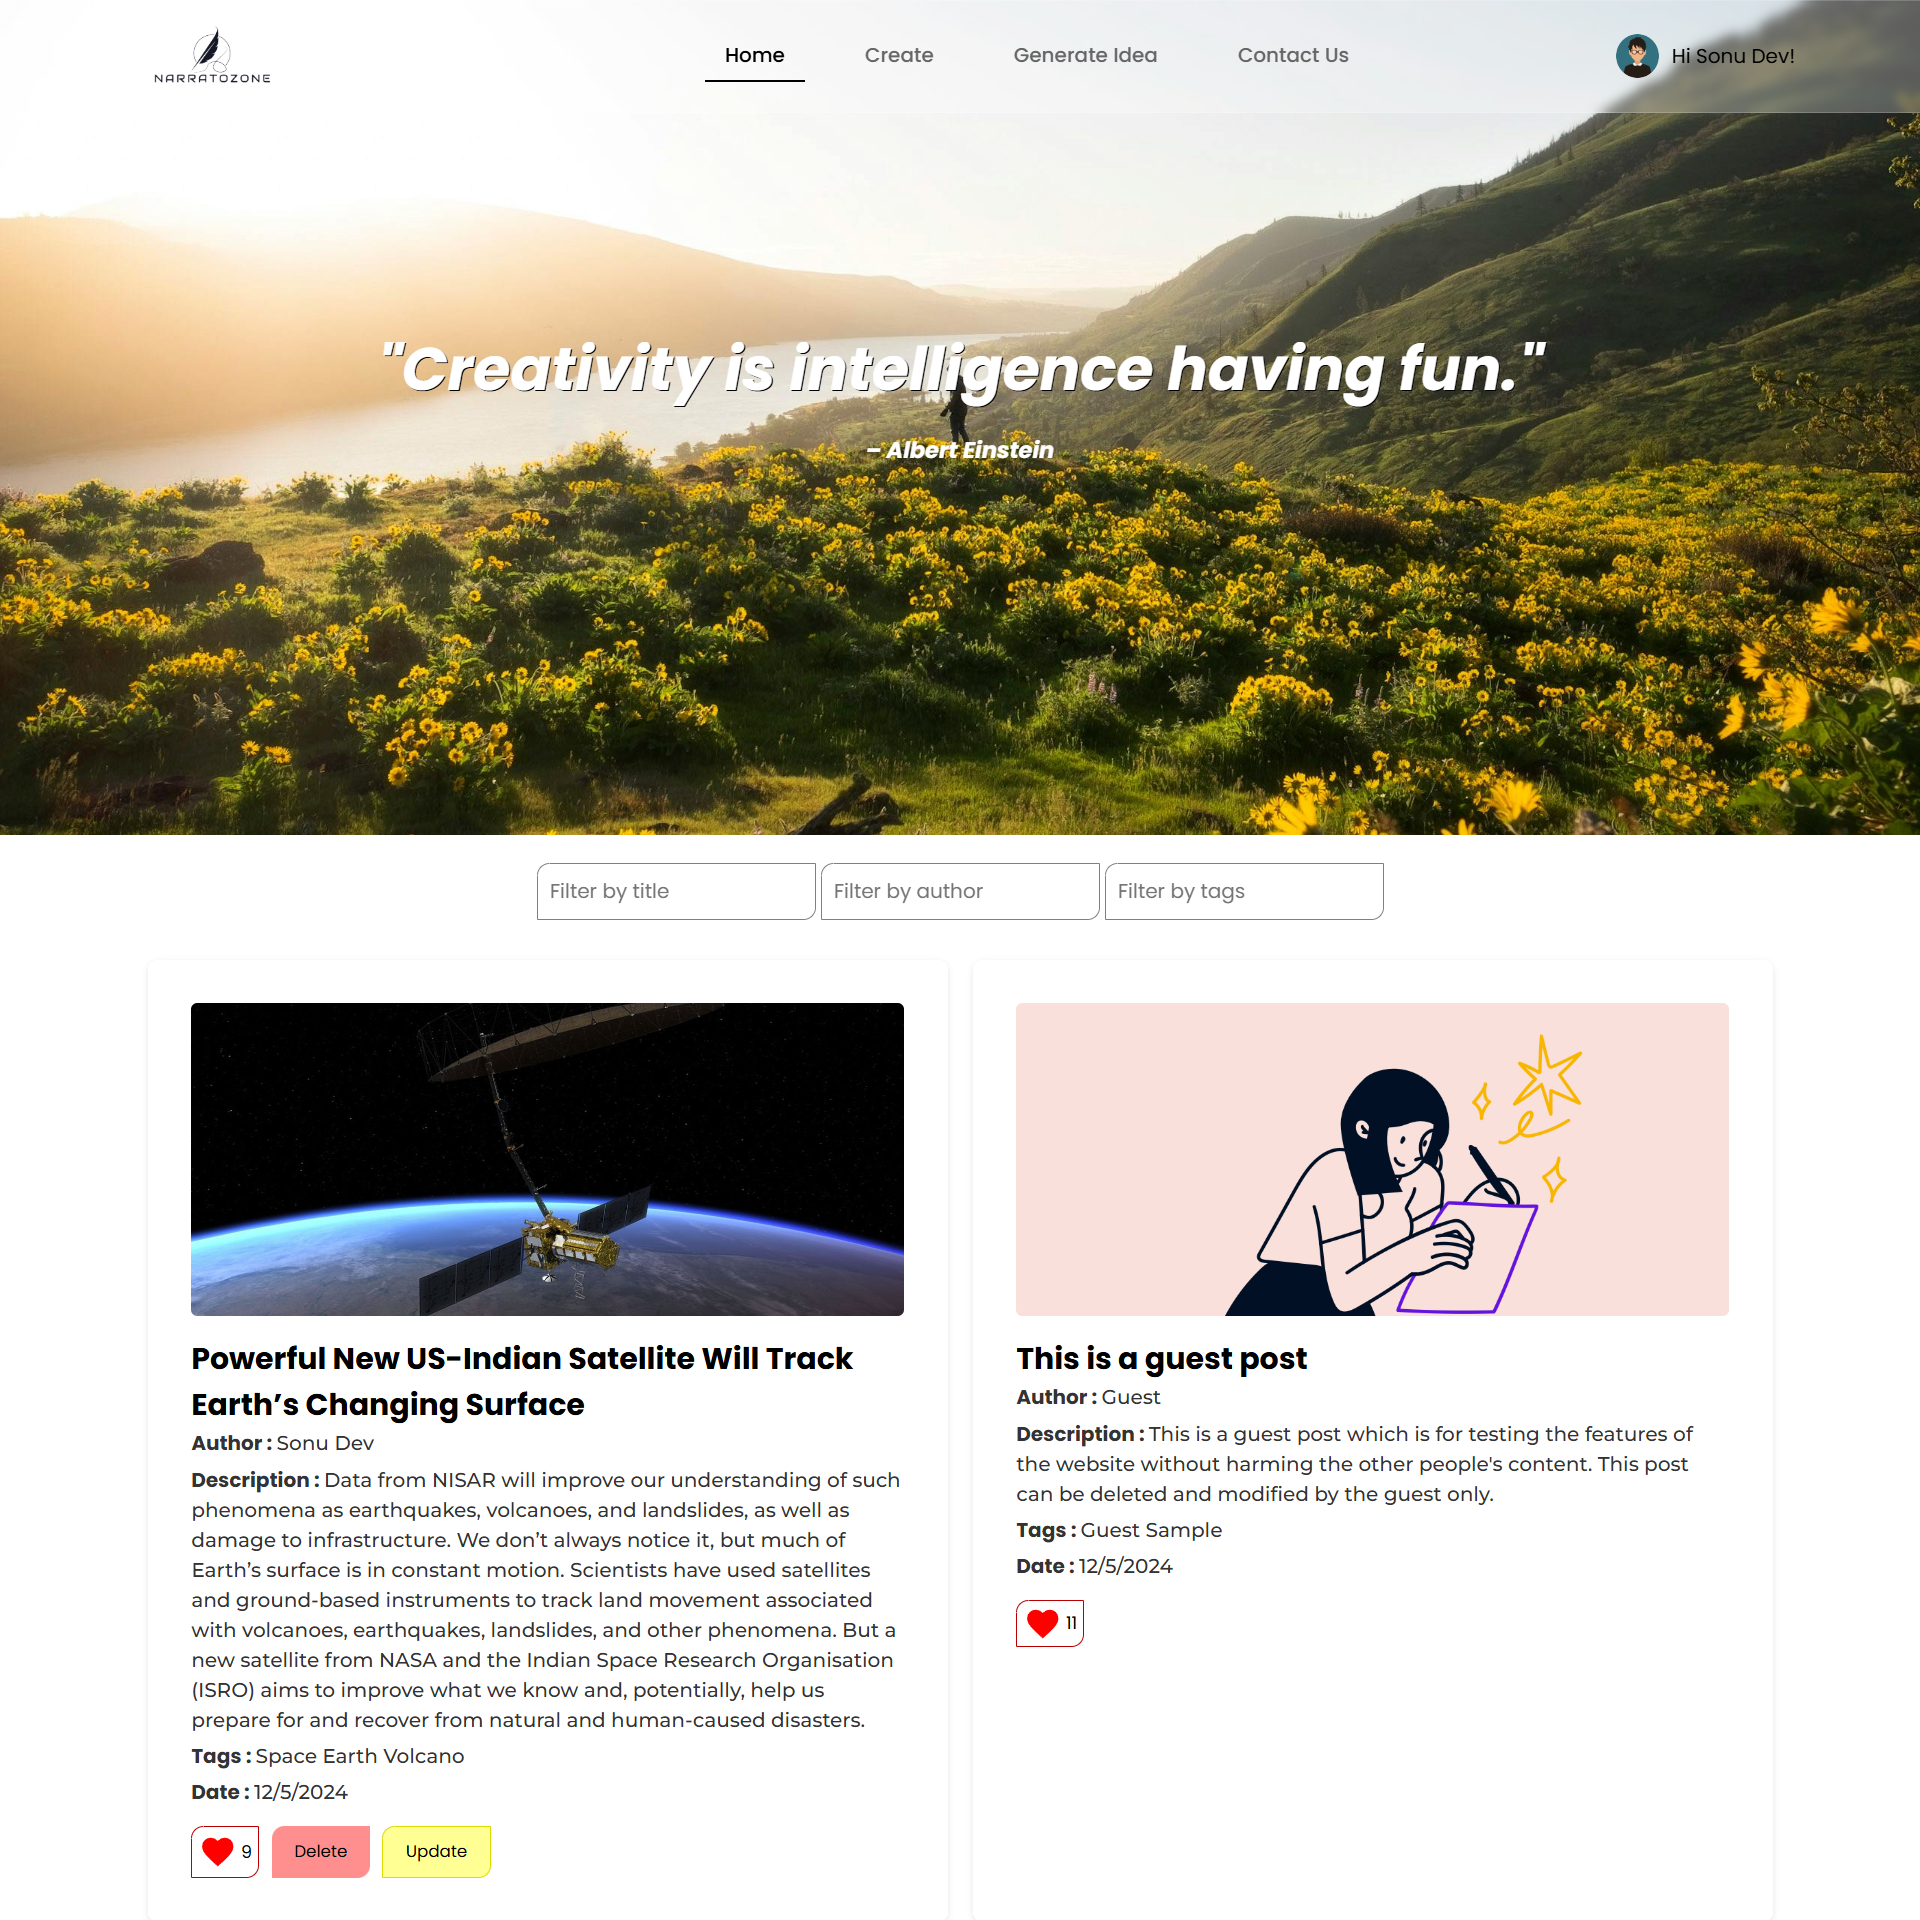 NARRATOZONE
Home
Create
Generate Idea
Contact Us
Hi Sonu Dev!
"Creativity is intelligence having fun."
– Albert Einstein
Filter by title
Filter by author
Filter by tags
Powerful New US-Indian Satellite Will Track
Earth’s Changing Surface
Author : Sonu Dev
Description : Data from NISAR will improve our understanding of such
phenomena as earthquakes, volcanoes, and landslides, as well as
damage to infrastructure. We don’t always notice it, but much of
Earth’s surface is in constant motion. Scientists have used satellites
and ground-based instruments to track land movement associated
with volcanoes, earthquakes, landslides, and other phenomena. But a
new satellite from NASA and the Indian Space Research Organisation
(ISRO) aims to improve what we know and, potentially, help us
prepare for and recover from natural and human-caused disasters.
Tags : Space Earth Volcano
Date : 12/5/2024
9
Delete
Update
This is a guest post
Author : Guest
Description : This is a guest post which is for testing the features of
the website without harming the other people's content. This post
can be deleted and modified by the guest only.
Tags : Guest Sample
Date : 12/5/2024
11